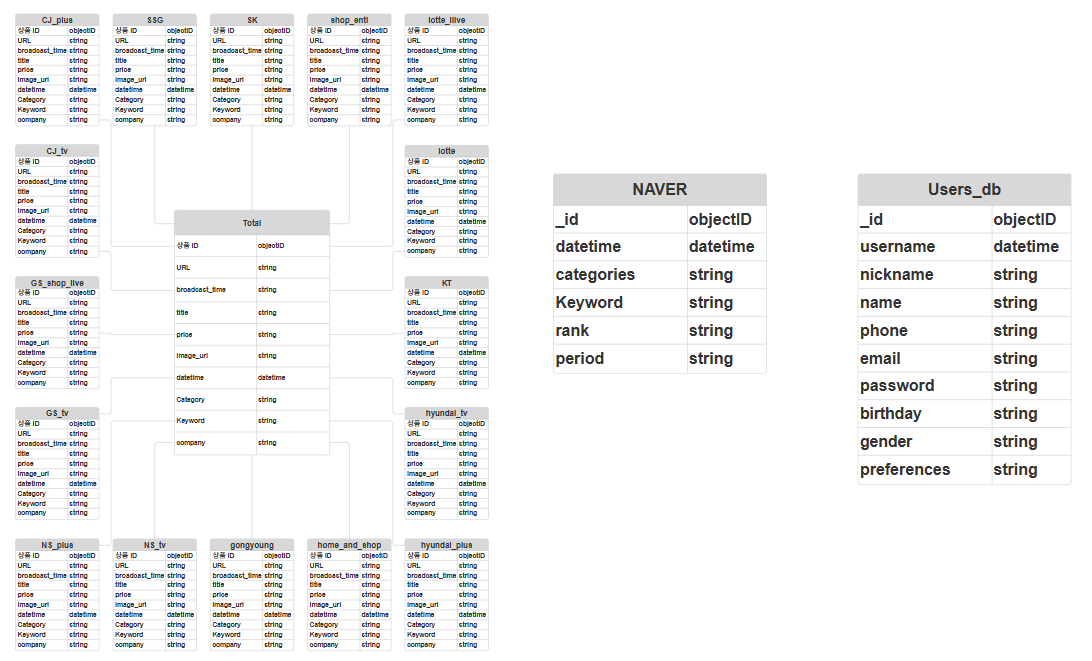 CJ_plus
상품 ID objectID
URL string
broadcast_time string
title string
price string
image_url string
datetime datetime
Category string
Keyword string
company string
SSG
상품 ID objectID
URL string
broadcast_time string
title string
price string
image_url string
datetime datetime
Category string
Keyword string
company string
SK
상품 ID objectID
URL string
broadcast_time string
title string
price string
image_url string
datetime datetime
Category string
Keyword string
company string
shop_entl
상품 ID objectID
URL string
broadcast_time string
title string
price string
image_url string
datetime datetime
Category string
Keyword string
company string
lotte_llive
상품 ID objectID
URL string
broadcast_time string
title string
price string
image_url string
datetime datetime
Category string
Keyword string
company string
CJ_tv
상품 ID objectID
URL string
broadcast_time string
title string
price string
image_url string
datetime datetime
Category string
Keyword string
company string
lotte
상품 ID objectID
URL string
broadcast_time string
title string
price string
image_url string
datetime datetime
Category string
Keyword string
company string
Total
상품 ID objectID
URL string
broadcast_time string
title string
price string
image_url string
datetime datetime
Category string
Keyword string
company string
GS_shop_live
상품 ID objectID
URL string
broadcast_time string
title string
price string
image_url string
datetime datetime
Category string
Keyword string
company string
KT
상품 ID objectID
URL string
broadcast_time string
title string
price string
image_url string
datetime datetime
Category string
Keyword string
company string
GS_tv
상품 ID objectID
URL string
broadcast_time string
title string
price string
image_url string
datetime datetime
Category string
Keyword string
company string
hyundai_tv
상품 ID objectID
URL string
broadcast_time string
title string
price string
image_url string
datetime datetime
Category string
Keyword string
company string
NS_plus
상품 ID objectID
URL string
broadcast_time string
title string
price string
image_url string
datetime datetime
Category string
Keyword string
company string
NS_tv
상품 ID objectID
URL string
broadcast_time string
title string
price string
image_url string
datetime datetime
Category string
Keyword string
company string
gongyoung
상품 ID objectID
URL string
broadcast_time string
title string
price string
image_url string
datetime datetime
Category string
Keyword string
company string
home_and_shop
상품 ID objectID
URL string
broadcast_time string
title string
price string
image_url string
datetime datetime
Category string
Keyword string
company string
hyundai_plus
상품 ID objectID
URL string
broadcast_time string
title string
price string
image_url string
datetime datetime
Category string
Keyword string
company string
NAVER
_id objectID
datetime datetime
categories string
Keyword string
rank string
period string
Users_db
_id objectID
username datetime
nickname string
name string
phone string
email string
password string
birthday string
gender string
preferences string